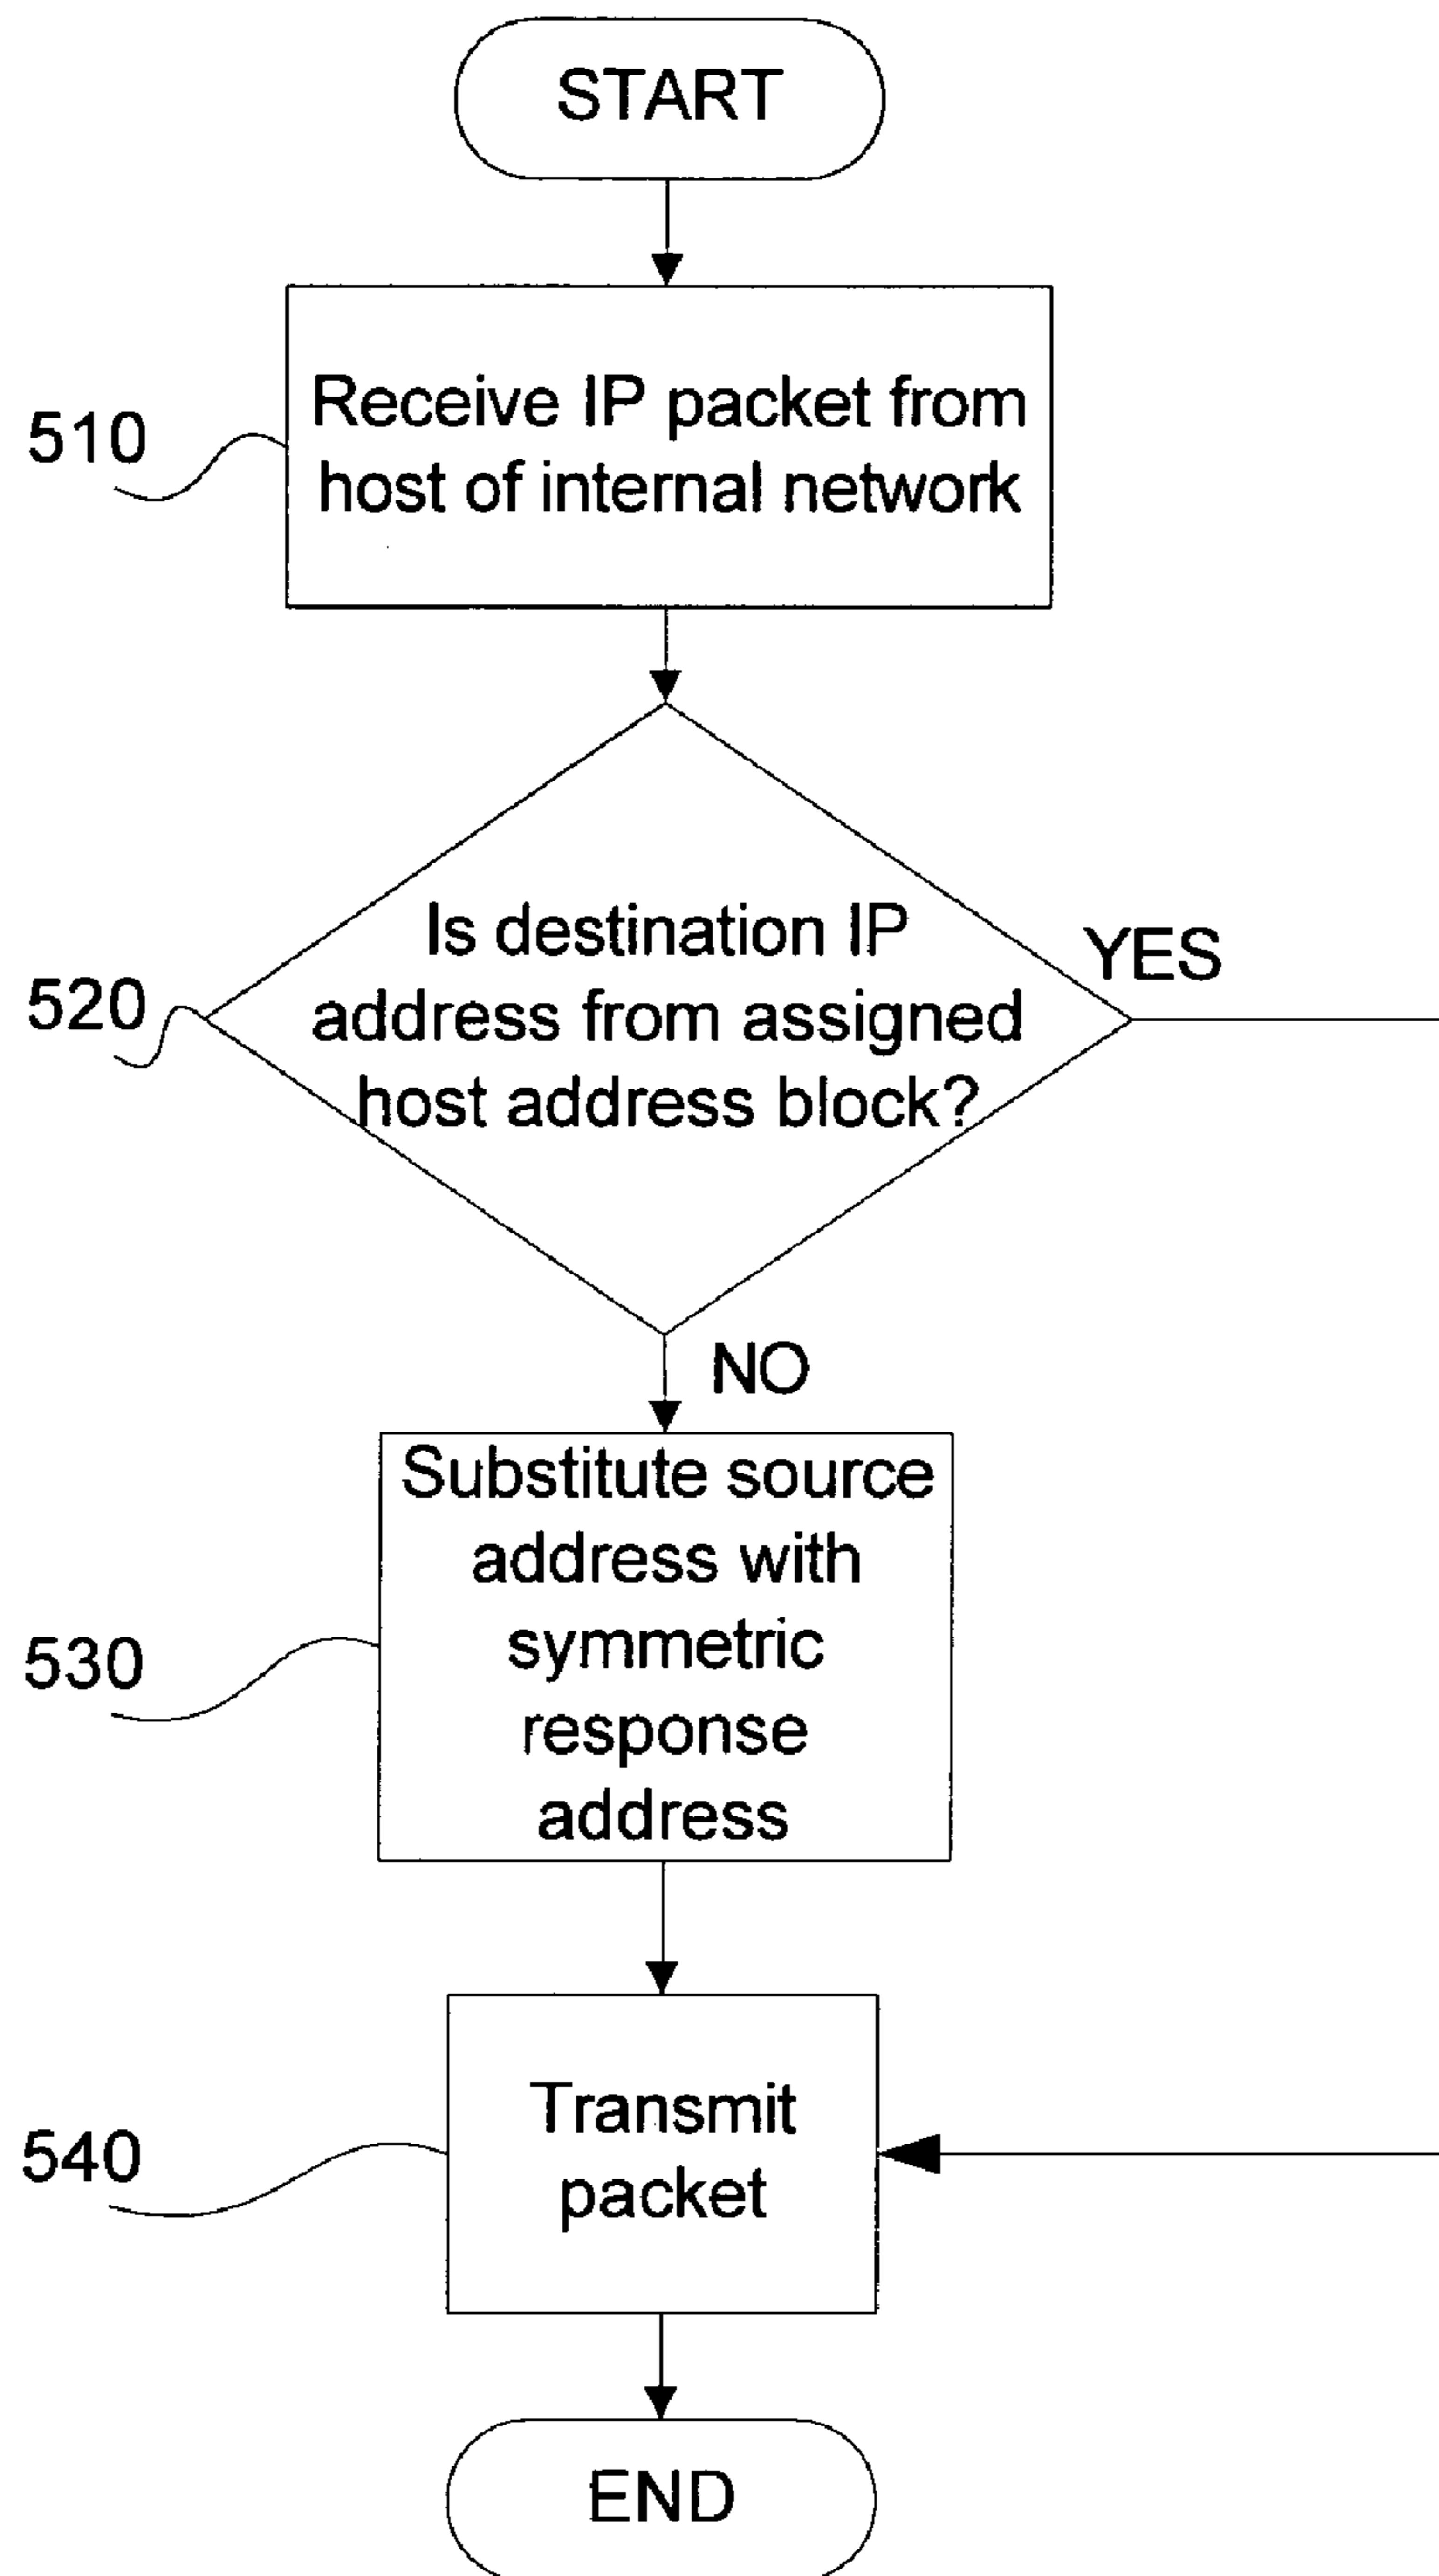 START
510
Receive IP packet from
host of internal network
520
Is destination IP
address from assigned
host address block?
YES
NO
530
Substitute source
address with
symmetric
response
address
540
Transmit
packet
END